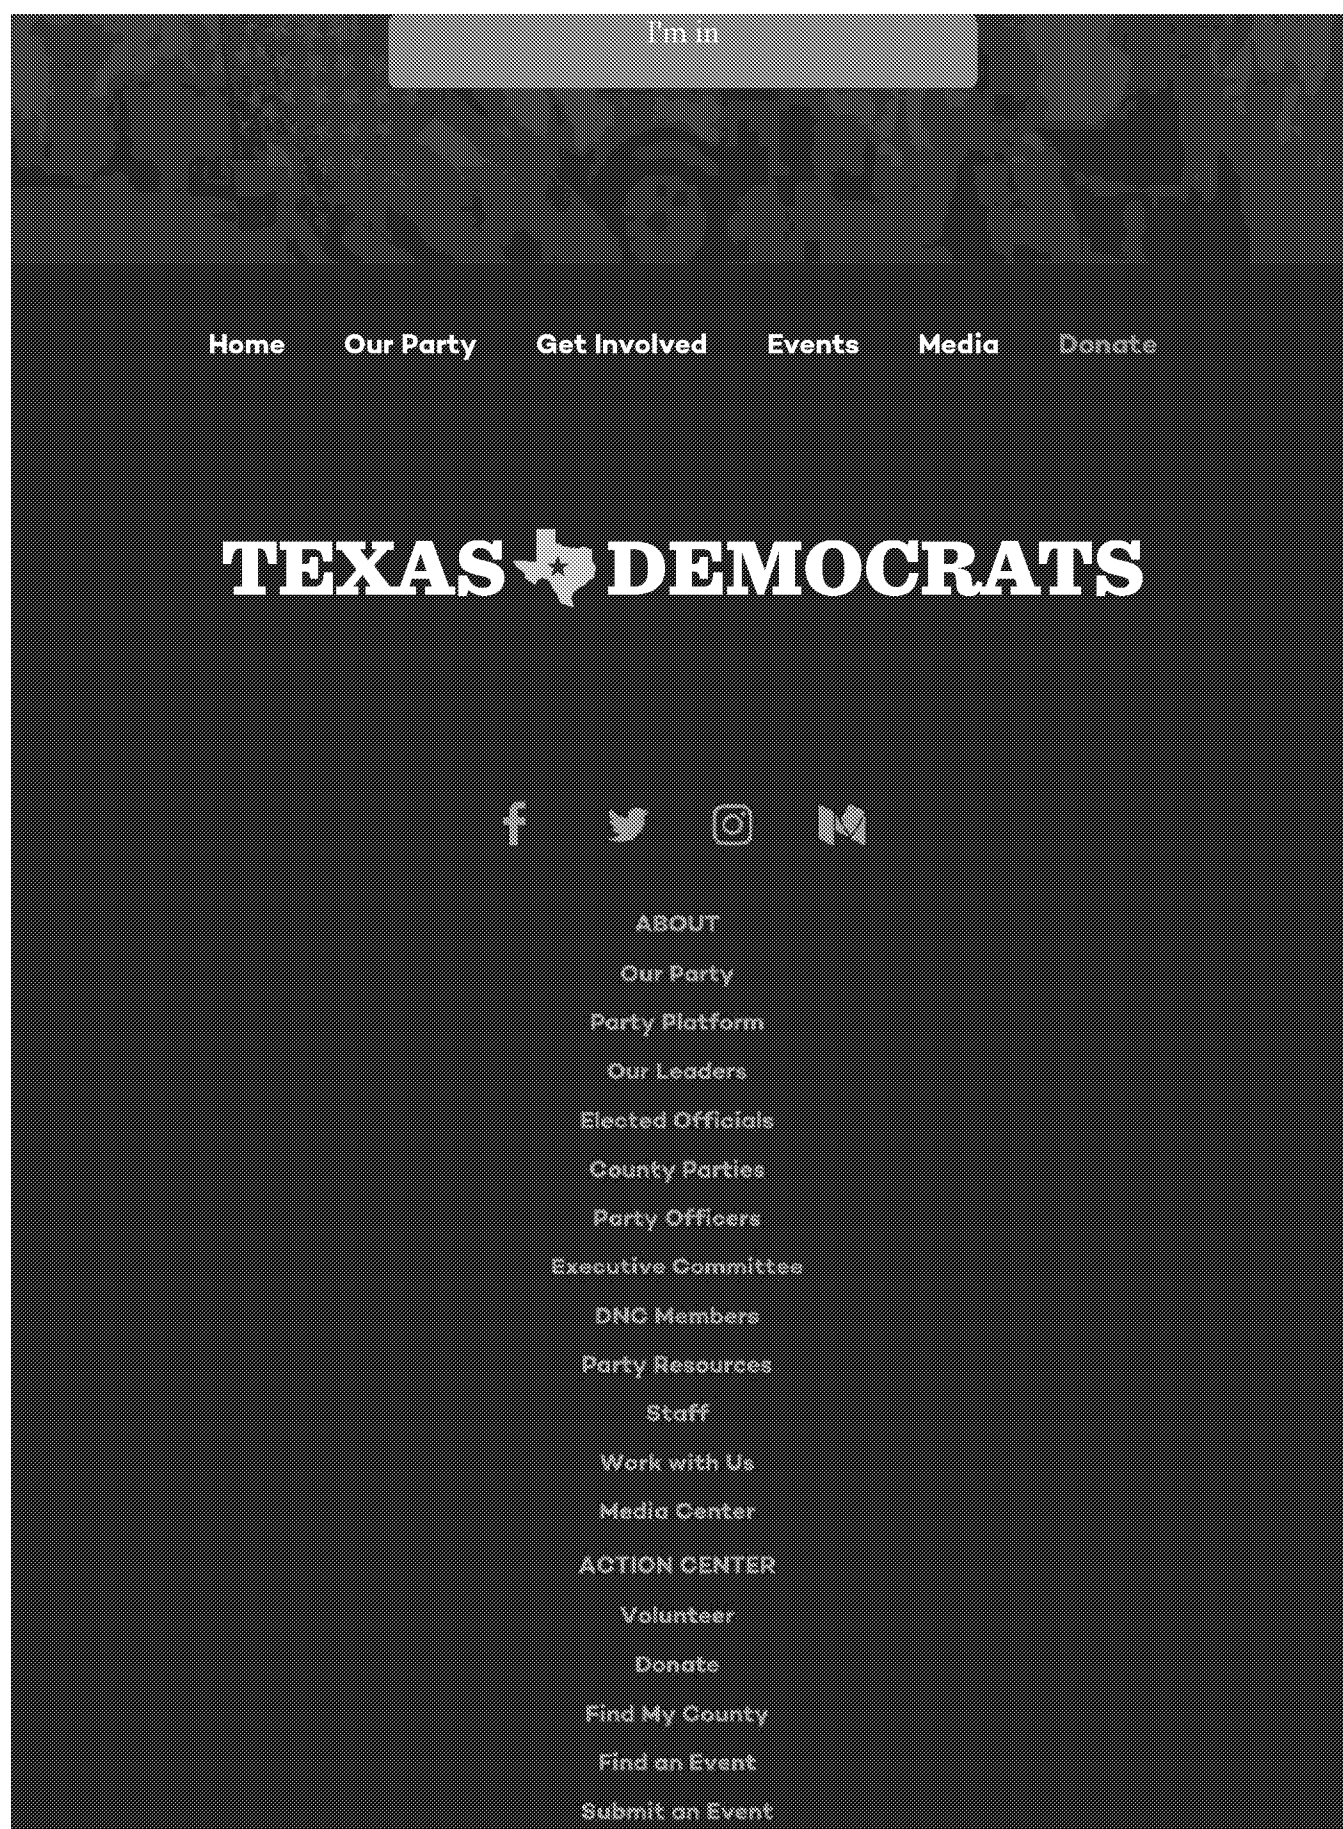 I'm in
Home Our Party Get Involved Events Media Donate
TEXAS DEMOCRATS
ABOUT
Our Party
Party Platform
Our Leaders
Elected Officials
County Parties
Party Officers
Executive Committee
DNC Members
Party Resources
Staff
Work with Us
Media Center
ACTION CENTER
Volunteer
Donate
Find My County
Find an Event
Submit an Event